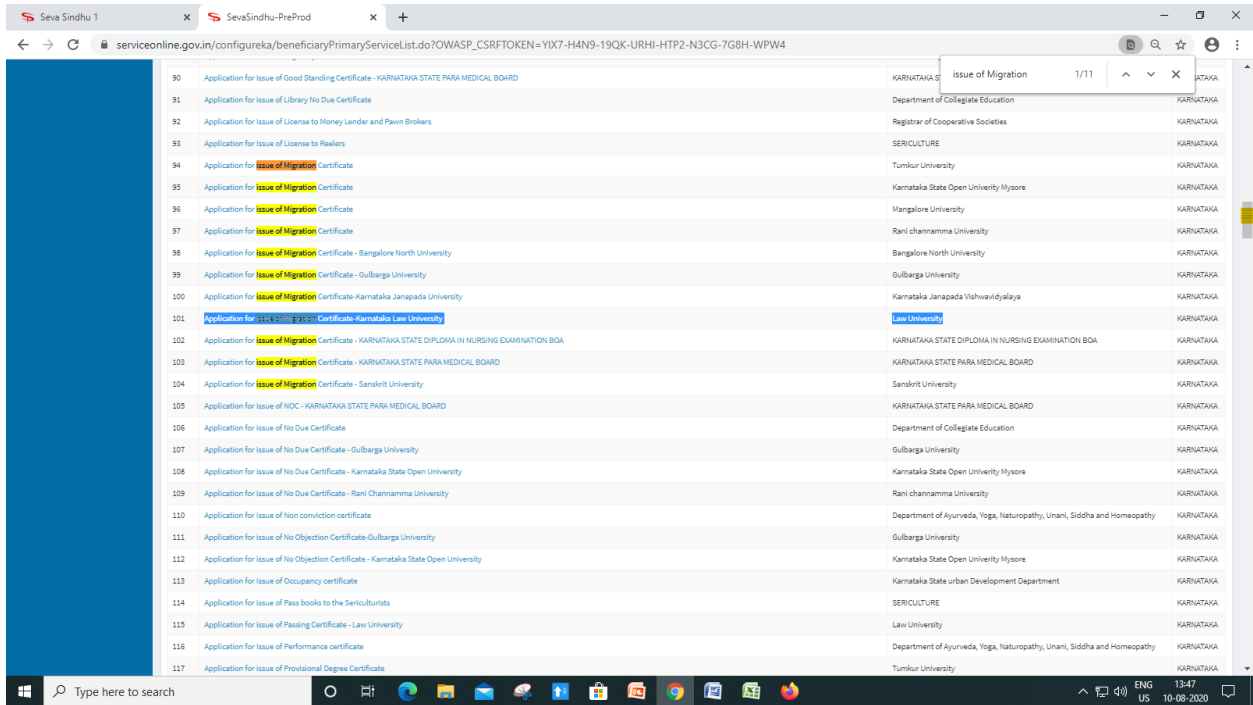 Seva Sindhu 1
SevaSindhu-PreProd
serviceonline.gov.in/configureka/beneficiaryPrimaryServiceList.do?OWASP_CSRFTOKEN=YIX7-H4N9-19QK-URHI-HTP2-N3CG-7G8H-WPW4
issue of Migration 1/11
90 Application for issue of Good Standing Certificate - KARNATAKA STATE PARA MEDICAL BOARD KARNATAKA
91 Application for issue of Library No Due Certificate Department of Collegiate Education KARNATAKA
92 Application for Issue of License to Money Lender and Pawn Brokers Registrar of Cooperative Societies KARNATAKA
93 Application for Issue of License to Reelers SERICULTURE KARNATAKA
94 Application for issue of Migration Certificate Tumkur University KARNATAKA
95 Application for issue of Migration Certificate Karnataka State Open Univerity Mysore KARNATAKA
96 Application for issue of Migration Certificate Mangalore University KARNATAKA
97 Application for issue of Migration Certificate Rani channamma University KARNATAKA
98 Application for issue of Migration Certificate - Bangalore North University Bangalore North University KARNATAKA
99 Application for Issue of Migration Certificate - Gulbarga University Gulbarga University KARNATAKA
100 Application for issue of Migration Certificate-Karnataka Janapada University Karnataka Janapada Vishwavidyalaya KARNATAKA
101 Application for Certificate-Karnataka Law University Law University KARNATAKA
102 Application for issue of Migration Certificate - KARNATAKA STATE DIPLOMA IN NURSING EXAMINATION BOA KARNATAKA STATE DIPLOMA IN NURSING EXAMINATION BOA KARNATAKA
103 Application for issue of Migration Certificate - KARNATAKA STATE PARA MEDICAL BOARD KARNATAKA STATE PARA MEDICAL BOARD KARNATAKA
104 Application for issue of Migration Certificate - Sanskrit University Sanskrit University KARNATAKA
105 Application for issue of NOC - KARNATAKA STATE PARA MEDICAL BOARD KARNATAKA STATE PARA MEDICAL BOARD KARNATAKA
106 Application for issue of No Due Certificate Department of Collegiate Education KARNATAKA
107 Application for issue of No Due Certificate - Gulbarga University Gulbarga University KARNATAKA
108 Application for issue of No Due Certificate - Karnataka State Open University Karnataka State Open Univerity Mysore KARNATAKA
109 Application for issue of No Due Certificate - Rani Channamma University Rani channamma University KARNATAKA
110 Application for Issue of Non conviction certificate Department of Ayurveda, Yoga, Naturopathy, Unani, Siddha and Homeopathy KARNATAKA
111 Application for Issue of No Objection Certificate-Gulbarga University Gulbarga University KARNATAKA
112 Application for Issue of No Objection Certificate - Karnataka State Open University Karnataka State Open Univerity Mysore KARNATAKA
113 Application for Issue of Occupancy certificate Karnataka State urban Development Department KARNATAKA
114 Application for issue of Pass books to the Sericulturists SERICULTURE KARNATAKA
115 Application for Issue of Passing Certificate - Law University Law University KARNATAKA
116 Application for Issue of Performance certificate Department of Ayurveda, Yoga, Naturopathy, Unani, Siddha and Homeopathy KARNATAKA
117 Application for Issue of Provisional Degree Certificate Tumkur University KARNATAKA
Type here to search
ENG 13:47
US 10-08-2020